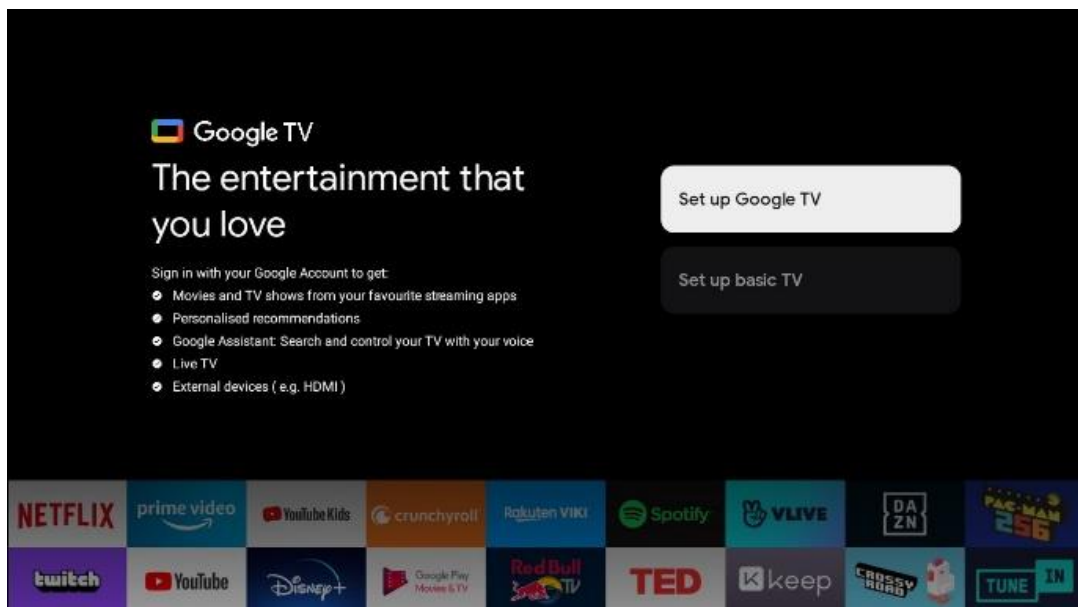 Google TV
The entertainment that
you love
Sign in with your Google Account to get:
Movies and TV shows from your favourite streaming apps
Personalised recommendations
Google Assistant: Search and control your TV with your voice
Live TV
External devices ( e.g. HDMI )
Set up Google TV
Set up basic TV
NETFLIX
prime video
YouTube Kids
crunchyroll
Rakuten VIKI
Spotify
VLIVE
DA
ZN
PAC-MAN
256
twitch
YouTube
Disney+
Google Play
Movies & TV
Red Bull
TV
TED
keep
CROSSY
ROAD
TUNE IN